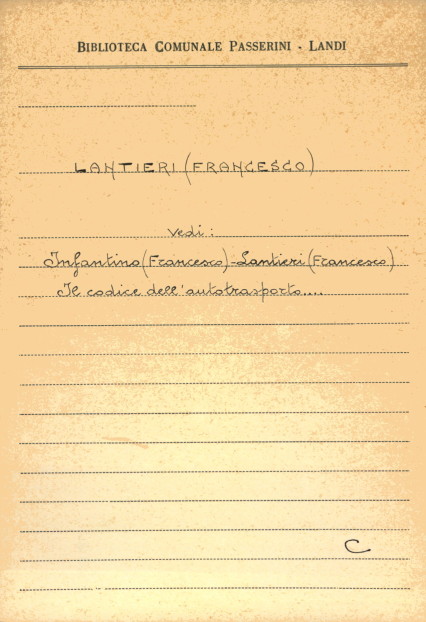 BIBLIOTECA COMUNALE PASSERINI - LANDI
LANTIERI (FRANCESCO)
Vedi:
Infantino (Francesco) - Lantieri (Francesco)
Il codice dell'autotrasporto....
C